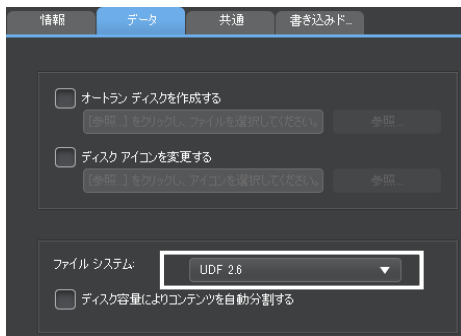 情報 データ 共通 書き込みド...
オートラン ディスクを作成する
[参照...] をクリックし、ファイルを選択してください。 参照...
ディスク アイコンを変更する
[参照...] をクリックし、アイコンを選択してください。 参照...
ファイル システム: UDF 2.6
ディスク容量によりコンテンツを自動分割する